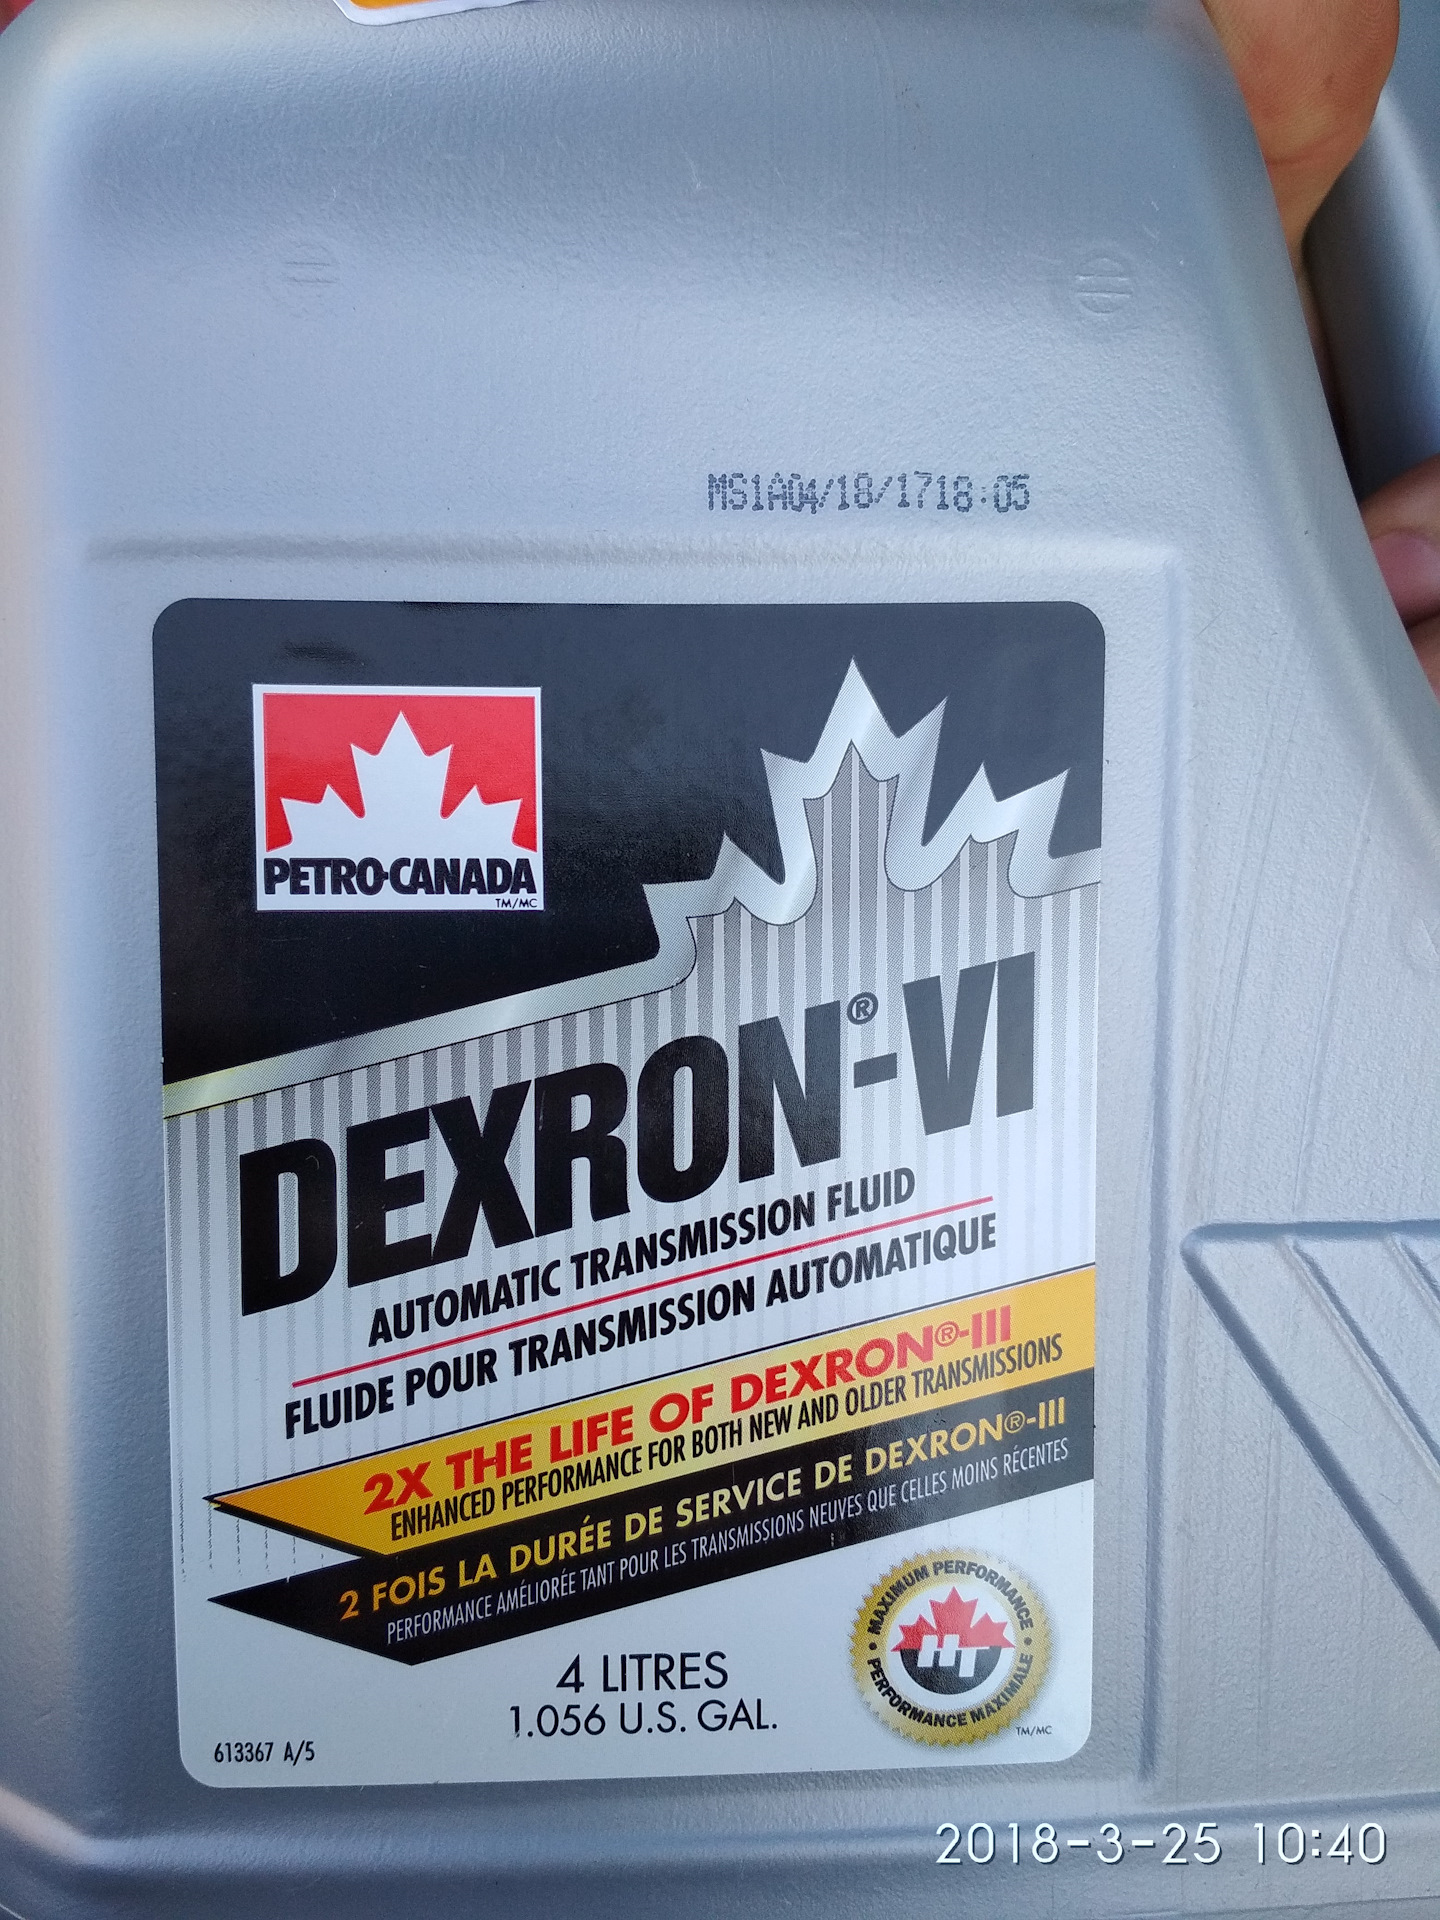 MS1A04/18/1718:05
PETRO-CANADA
TM/MC
DEXRON®-VI
AUTOMATIC TRANSMISSION FLUID
FLUIDE POUR TRANSMISSION AUTOMATIQUE
2X THE LIFE OF DEXRON®-III
ENHANCED PERFORMANCE FOR BOTH NEW AND OLDER TRANSMISSIONS
2 FOIS LA DURÉE DE SERVICE DE DEXRON®-III
PERFORMANCE AMÉLIORÉE TANT POUR LES TRANSMISSIONS NEUVES QUE CELLES MOINS RÉCENTES
MAXIMUM PERFORMANCE
HT
PERFORMANCE MAXIMALE
TM/MC
4 LITRES
1.056 U.S. GAL.
613367 A/5
2018-3-25 10:40